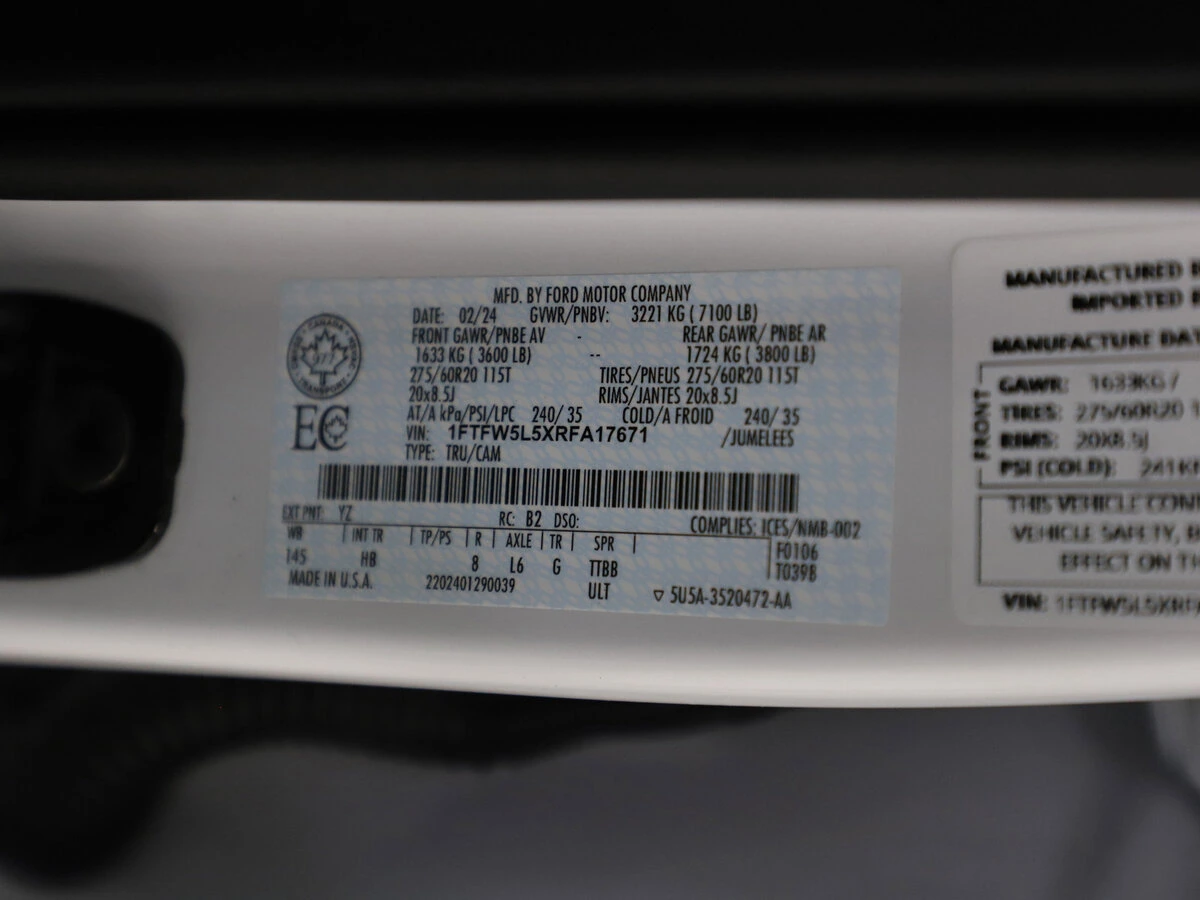 MFD. BY FORD MOTOR COMPANY
DATE: 02/24 GVWR/PNBV: 3221 KG ( 7100 LB)
FRONT GAWR/PNBE AV - REAR GAWR/ PNBE AR
1633 KG ( 3600 LB) -- 1724 KG ( 3800 LB)
275/60R20 115T TIRES/PNEUS 275/60R20 115T
20x8.5J RIMS/JANTES 20x8.5J
AT/A kPa/PSI/LPC 240/ 35 COLD/A FROID 240/ 35
VIN: 1FTFW5L5XRFA17671 /JUMELEES
TYPE: TRU/CAM
CANADA
TRANSPORT
EC
EXT PNT: YZ RC: B2 DSO: COMPLIES: ICES/NMB-002
WB | INT TR | TP/PS | R | AXLE | TR | SPR | F0106
145 HB 8 L6 G TTBB T039B
MADE IN U.S.A. 2202401290039 ULT ▽ 5U5A-3520472-AA
MANUFACTURED
IMPORTED
MANUFACTURE DAT
FRONT
GAWR: 1633KG /
TIRES: 275/60R20
RIMS: 20X8.5J
PSI (COLD): 241K
THIS VEHICLE CON
VEHICLE SAFETY, B
EFFECT ON TH
VIN: 1FTFW5L5XRF